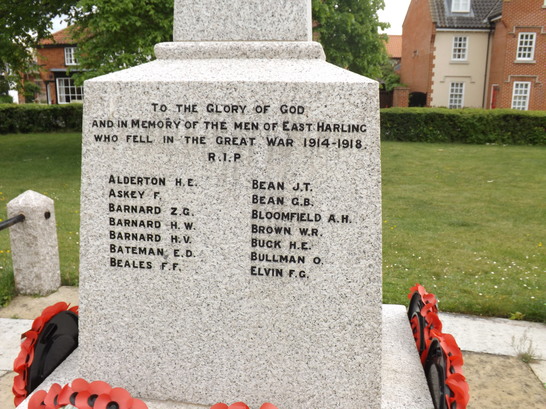 TO THE GLORY OF GOD
AND IN MEMORY OF THE MEN OF EAST HARLING
WHO FELL IN THE GREAT WAR 1914-1918.
R.I.P
ALDERTON H.E.
ASKEY F.
BARNARD Z.G.
BARNARD H.W.
BARNARD H.V.
BATEMAN E.D.
BEALES F.F.
BEAN J.T.
BEAN G.B.
BLOOMFIELD A.H.
BROWN W.R.
BUCK H.E.
BULLMAN O.
ELVIN F.G.